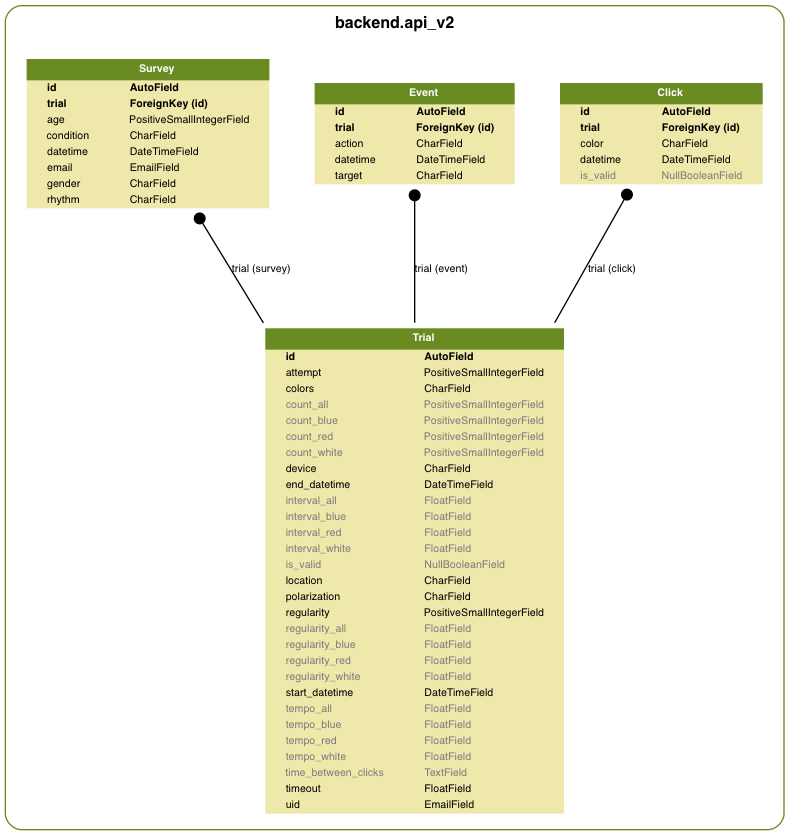 backend.api_v2
Survey
id AutoField
trial ForeignKey (id)
age PositiveSmallIntegerField
condition CharField
datetime DateTimeField
email EmailField
gender CharField
rhythm CharField
Event
id AutoField
trial ForeignKey (id)
action CharField
datetime DateTimeField
target CharField
Click
id AutoField
trial ForeignKey (id)
color CharField
datetime DateTimeField
is_valid NullBooleanField
trial (survey)
trial (event)
trial (click)
Trial
id AutoField
attempt PositiveSmallIntegerField
colors CharField
count_all PositiveSmallIntegerField
count_blue PositiveSmallIntegerField
count_red PositiveSmallIntegerField
count_white PositiveSmallIntegerField
device CharField
end_datetime DateTimeField
interval_all FloatField
interval_blue FloatField
interval_red FloatField
interval_white FloatField
is_valid NullBooleanField
location CharField
polarization CharField
regularity PositiveSmallIntegerField
regularity_all FloatField
regularity_blue FloatField
regularity_red FloatField
regularity_white FloatField
start_datetime DateTimeField
tempo_all FloatField
tempo_blue FloatField
tempo_red FloatField
tempo_white FloatField
time_between_clicks TextField
timeout FloatField
uid EmailField